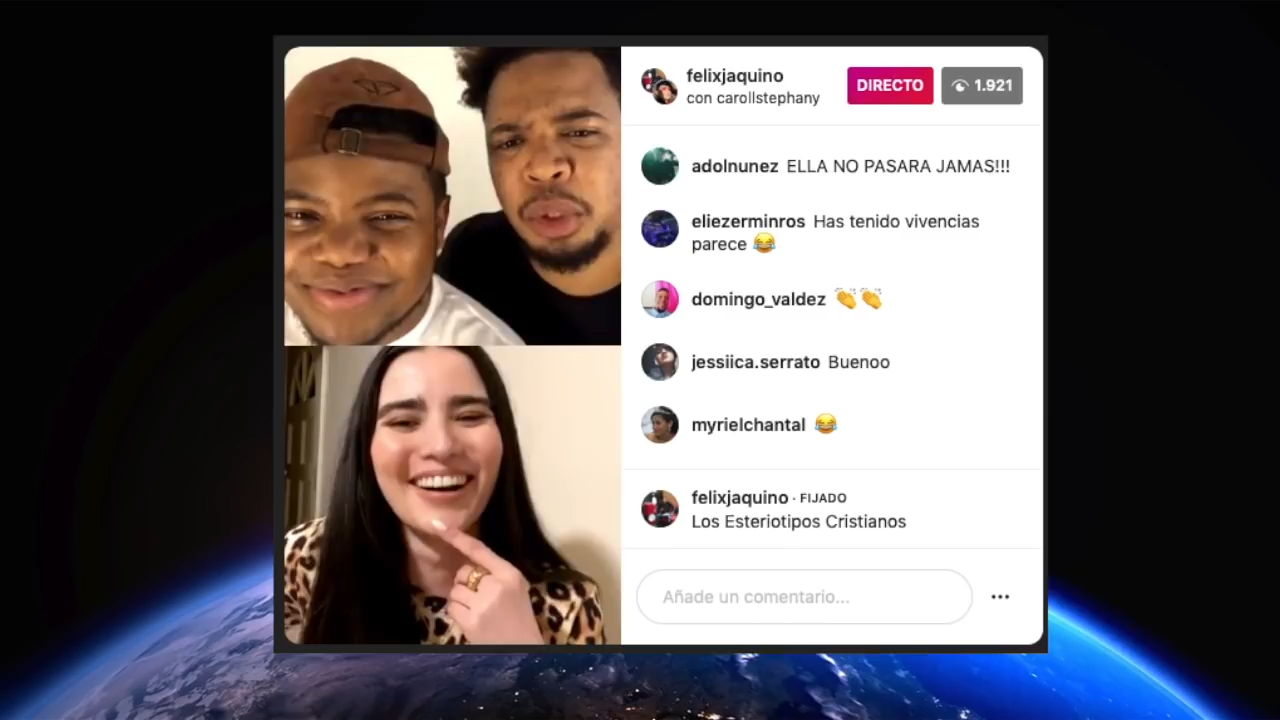 felixjaquino
con carollstephany
DIRECTO
1.921
adolnunez ELLA NO PASARA JAMAS!!!
eliezerminros Has tenido vivencias
parece 😂
domingo_valdez 👏👏
jessiica.serrato Buenoo
myrielchantal 😂
felixjaquino · FIJADO
Los Esteriotipos Cristianos
Añade un comentario...